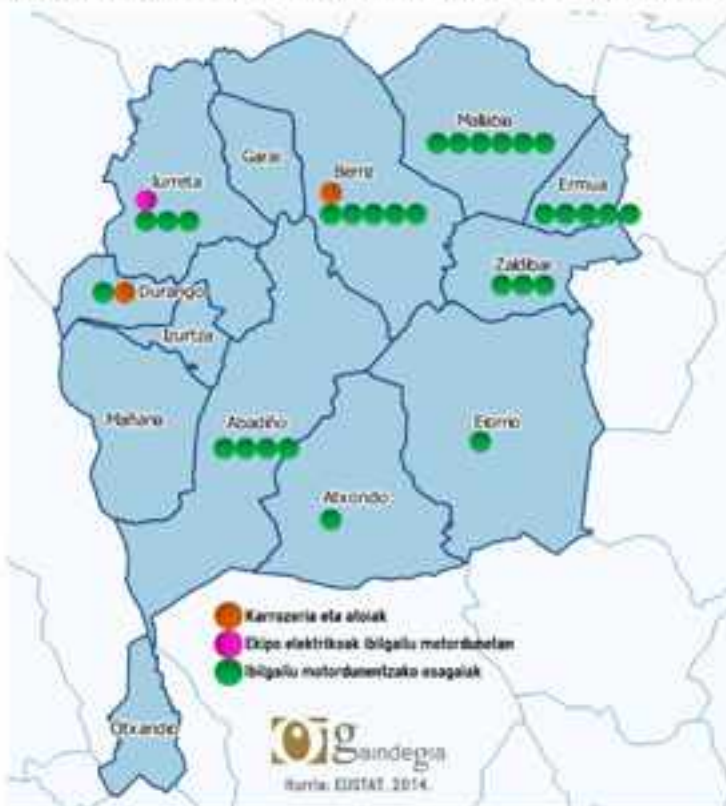 Mallabia
Garai
Berriz
Iurreta
Ermua
Zaldibar
Durango
Izurtza
Mañaria
Abadiño
Elorrio
Atxondo
Karrozeria eta atoiak
Ekipo elektrikoak ibilgailu motordunetan
Ibilgailu motordunentzako osagaiak
Otxandio
gaindegia
Iturria: EUSTAT. 2014.